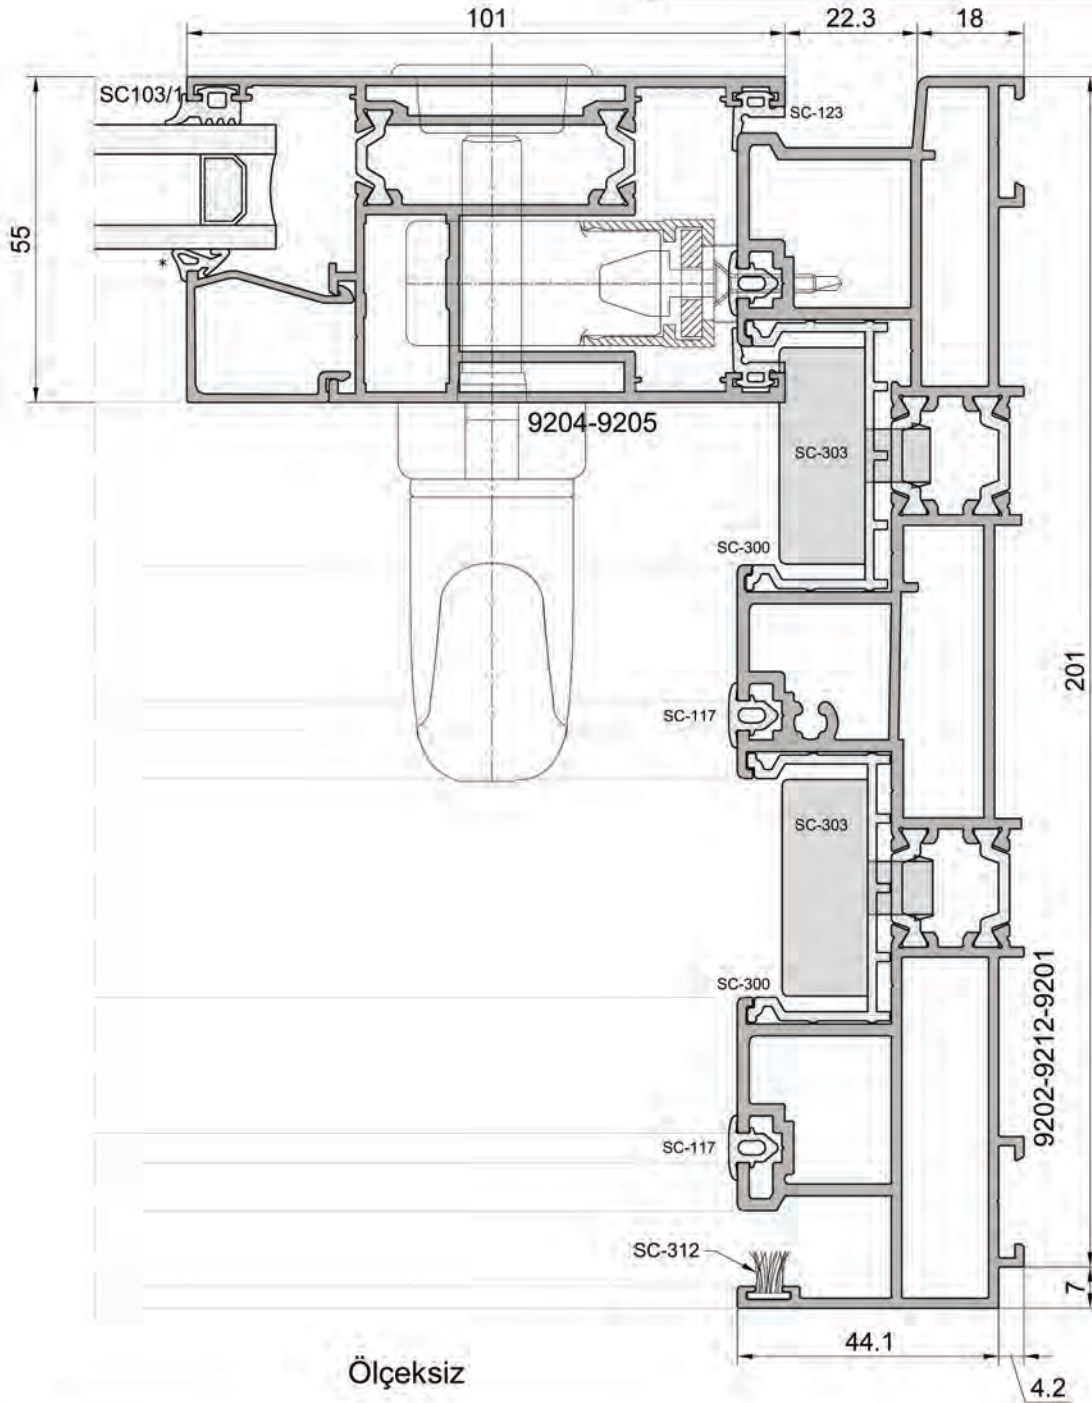 101
22.3
18
SC103/1
SC-123
55
*
9204-9205
SC-303
SC-300
201
SC-117
SC-303
SC-300
9202-9212-9201
SC-117
SC-312
7
44.1
4.2
Ölçeksiz